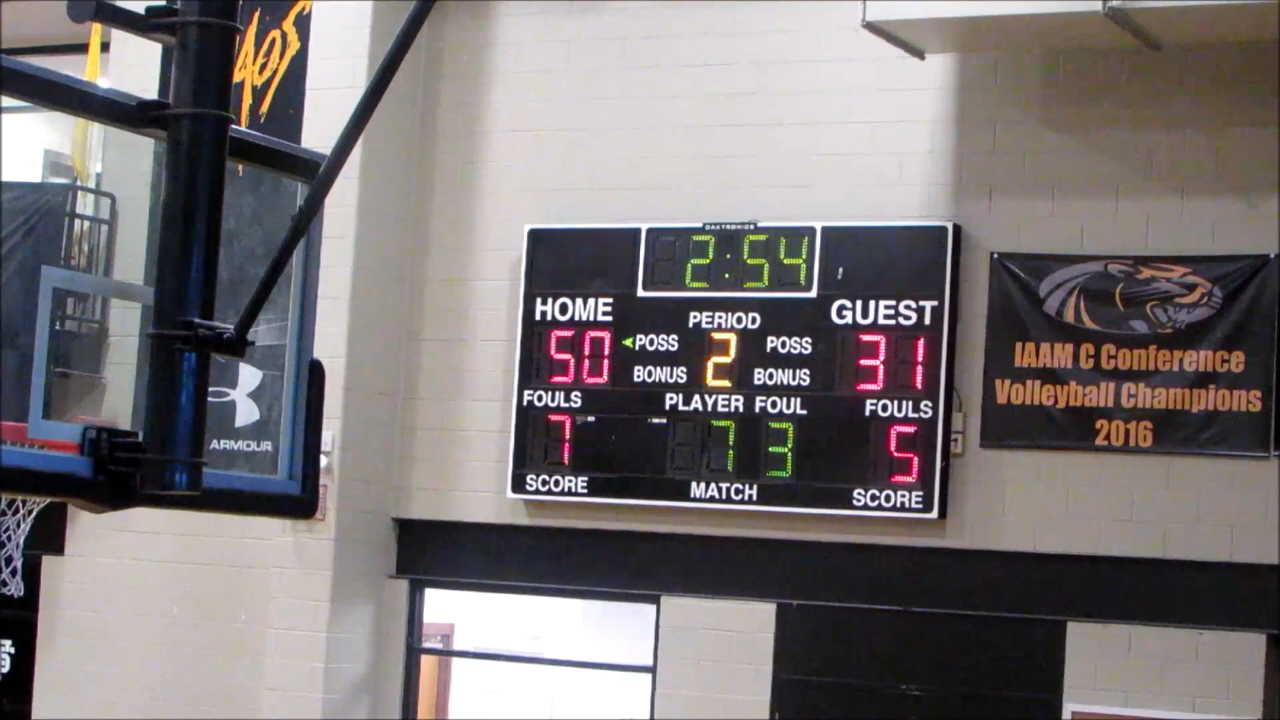 DAKTRONICS
2:54
HOME PERIOD GUEST
50 POSS 2 POSS 31
BONUS BONUS
FOULS PLAYER FOUL FOULS
7 7 3 5
SCORE MATCH SCORE
IAAM C Conference
Volleyball Champions
2016
ARMOUR